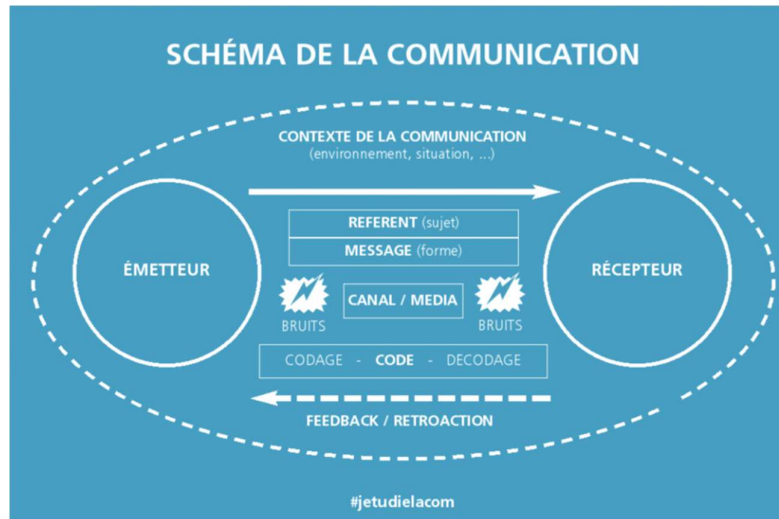 SCHÉMA DE LA COMMUNICATION
CONTEXTE DE LA COMMUNICATION
(environnement, situation, ...)
REFERENT (sujet)
MESSAGE (forme)
ÉMETTEUR
RÉCEPTEUR
CANAL / MEDIA
BRUITS
BRUITS
CODAGE - CODE - DECODAGE
FEEDBACK / RETROACTION
#jetudielacom